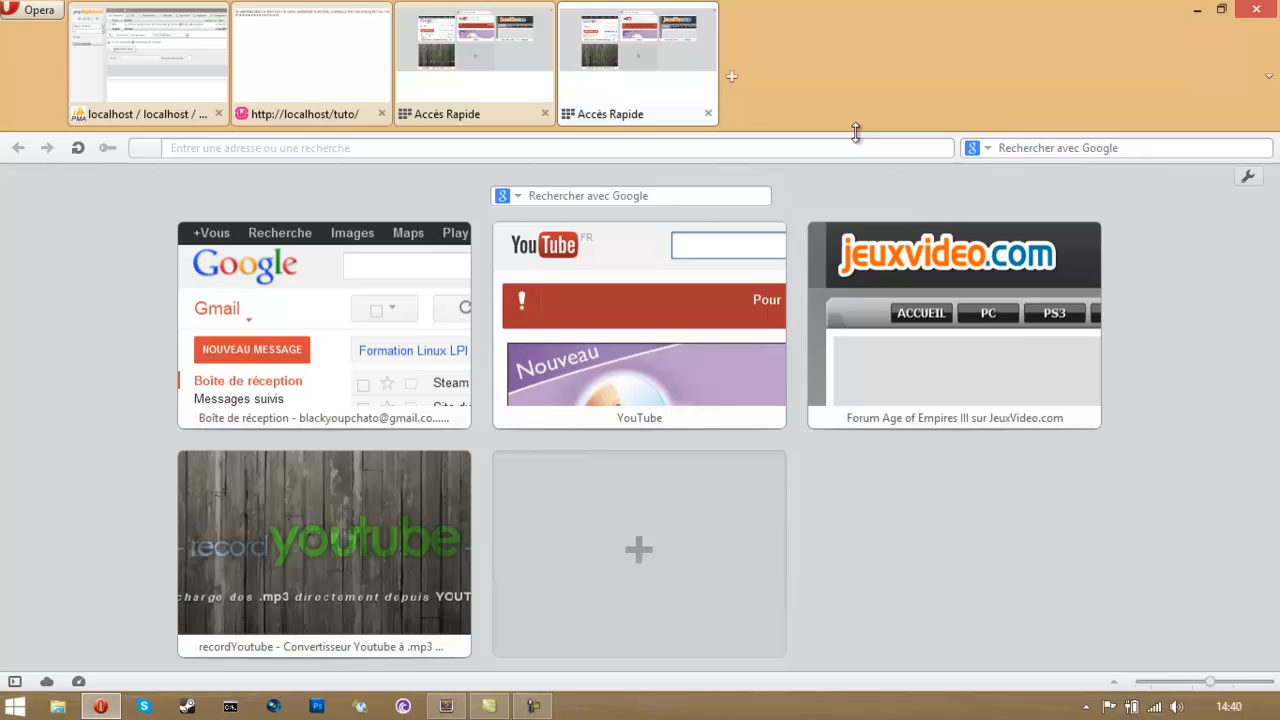 Opera
localhost / localhost / ...
http://localhost/tuto/
Accès Rapide
Accès Rapide
Entrer une adresse ou une recherche
Rechercher avec Google
Rechercher avec Google
+Vous Recherche Images Maps Play
Google
Gmail
NOUVEAU MESSAGE
Formation Linux LPI
Boîte de réception
Steam
Messages suivis
Boîte de réception - blackyoupchato@gmail.co......
YouTube FR
Pour
Nouveau
YouTube
jeuxvideo.com
ACCUEIL PC PS3
Forum Age of Empires III sur JeuxVideo.com
recordyoutube
charge des .mp3 directement depuis YOUT
recordYoutube - Convertisseur Youtube à .mp3 ...
14:40